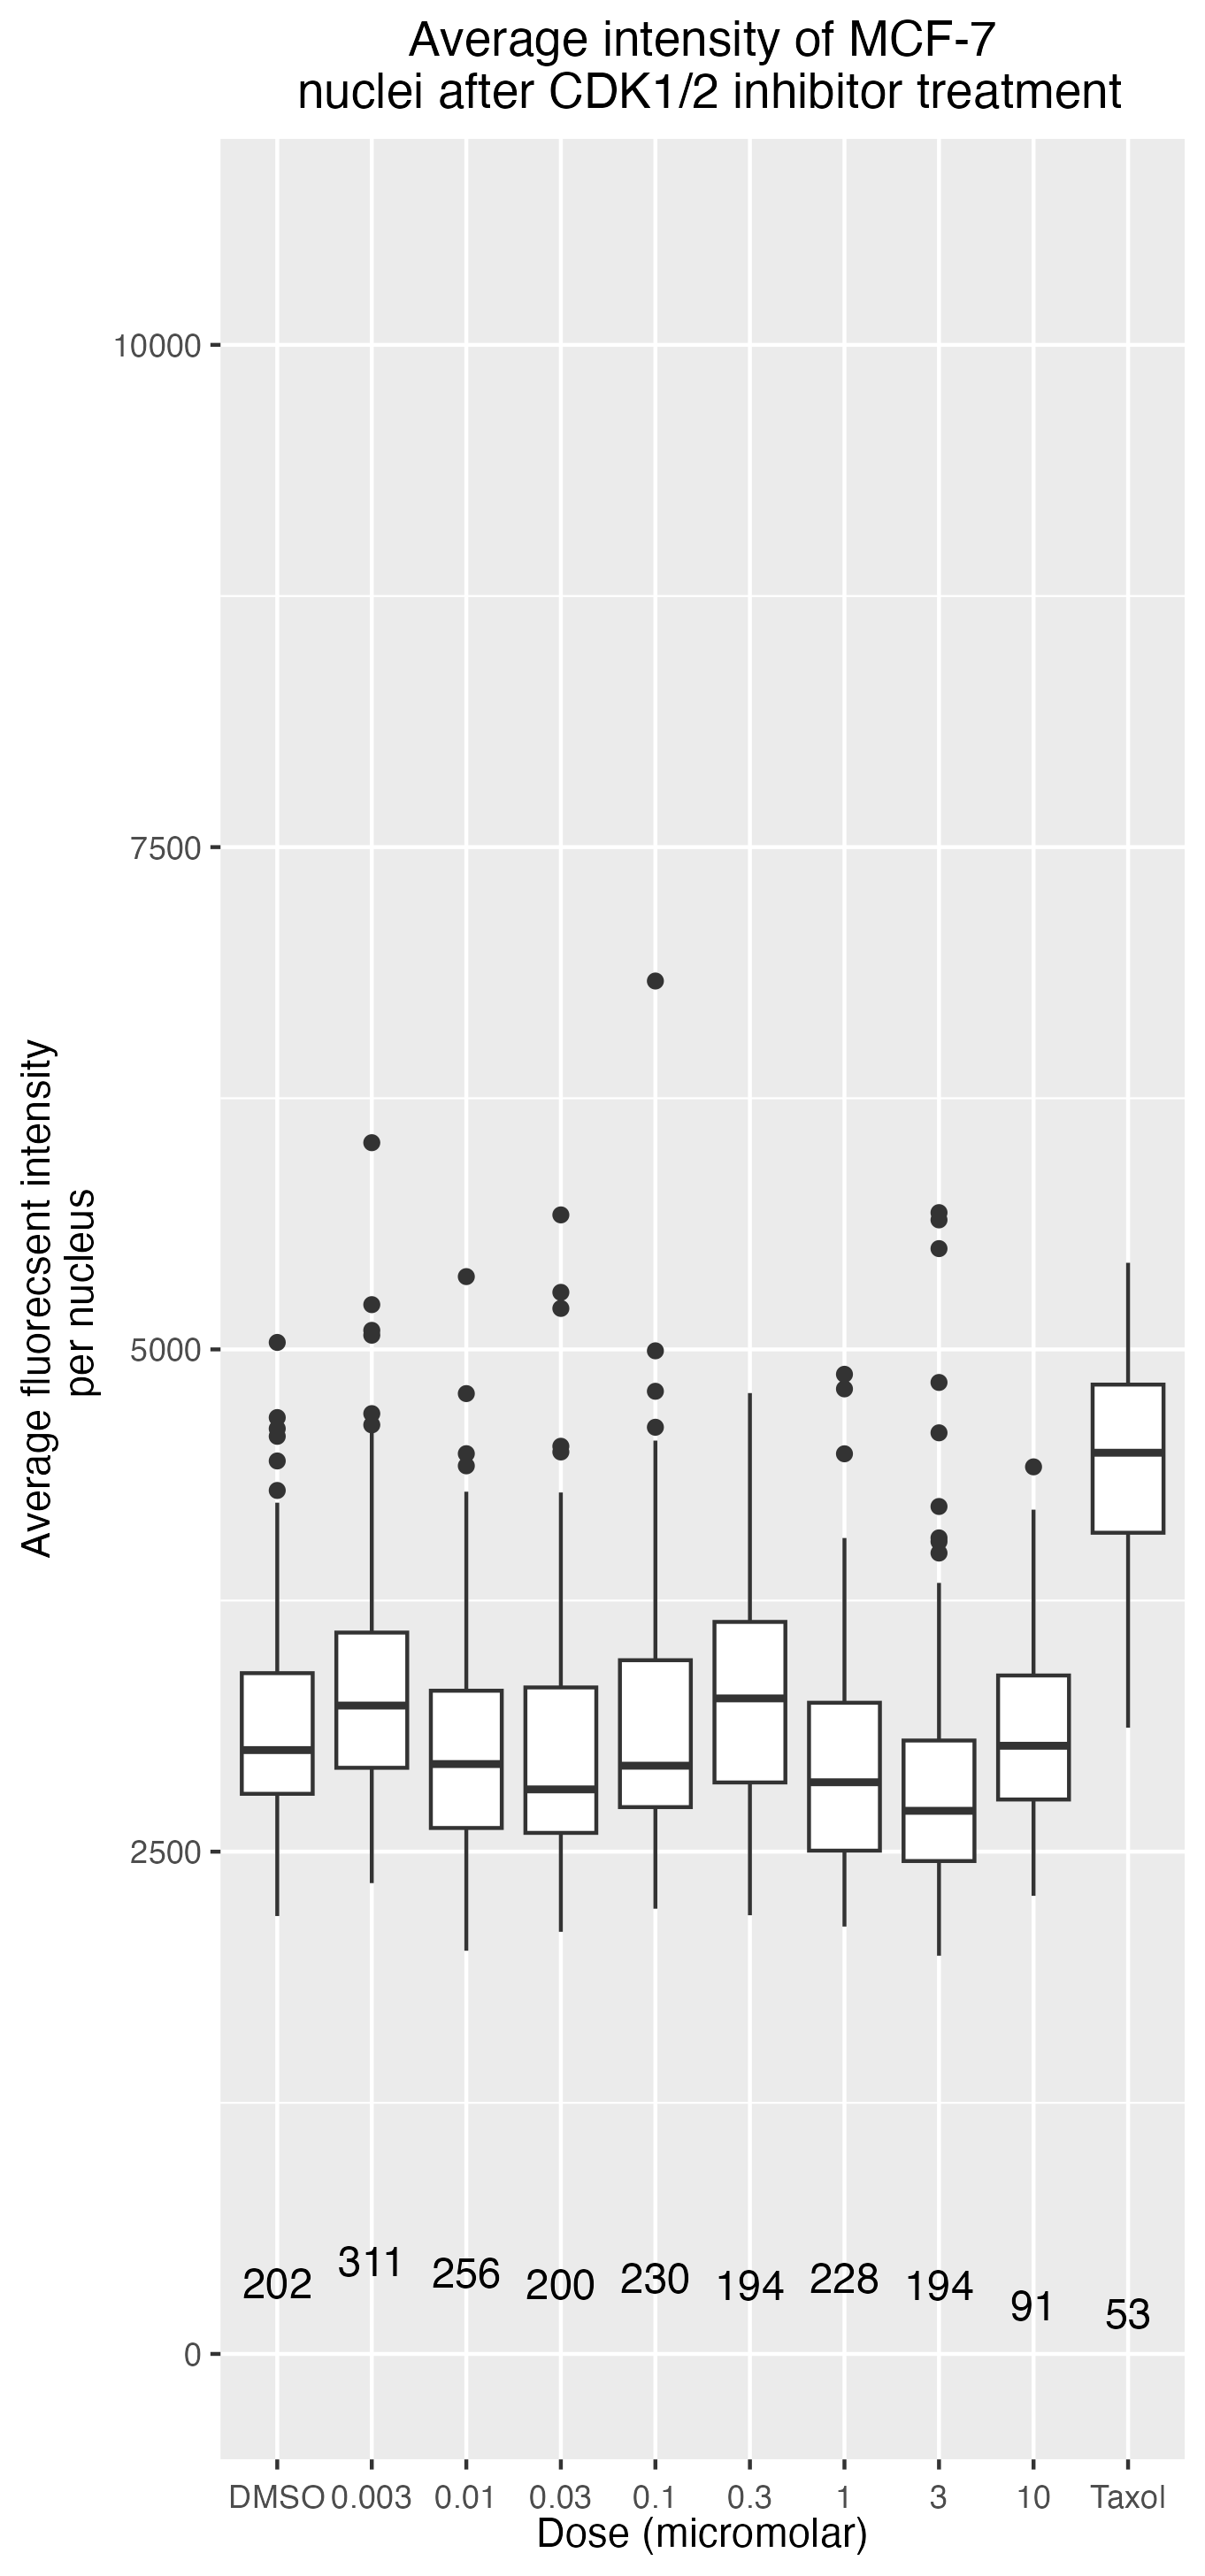 Average intensity of MCF-7
nuclei after CDK1/2 inhibitor treatment
Average fluorecsent intensity
per nucleus
10000
7500
5000
2500
0
202 311 256 200 230 194 228 194 91 53
DMSO 0.003 0.01 0.03 0.1 0.3 1 3 10 Taxol
Dose (micromolar)